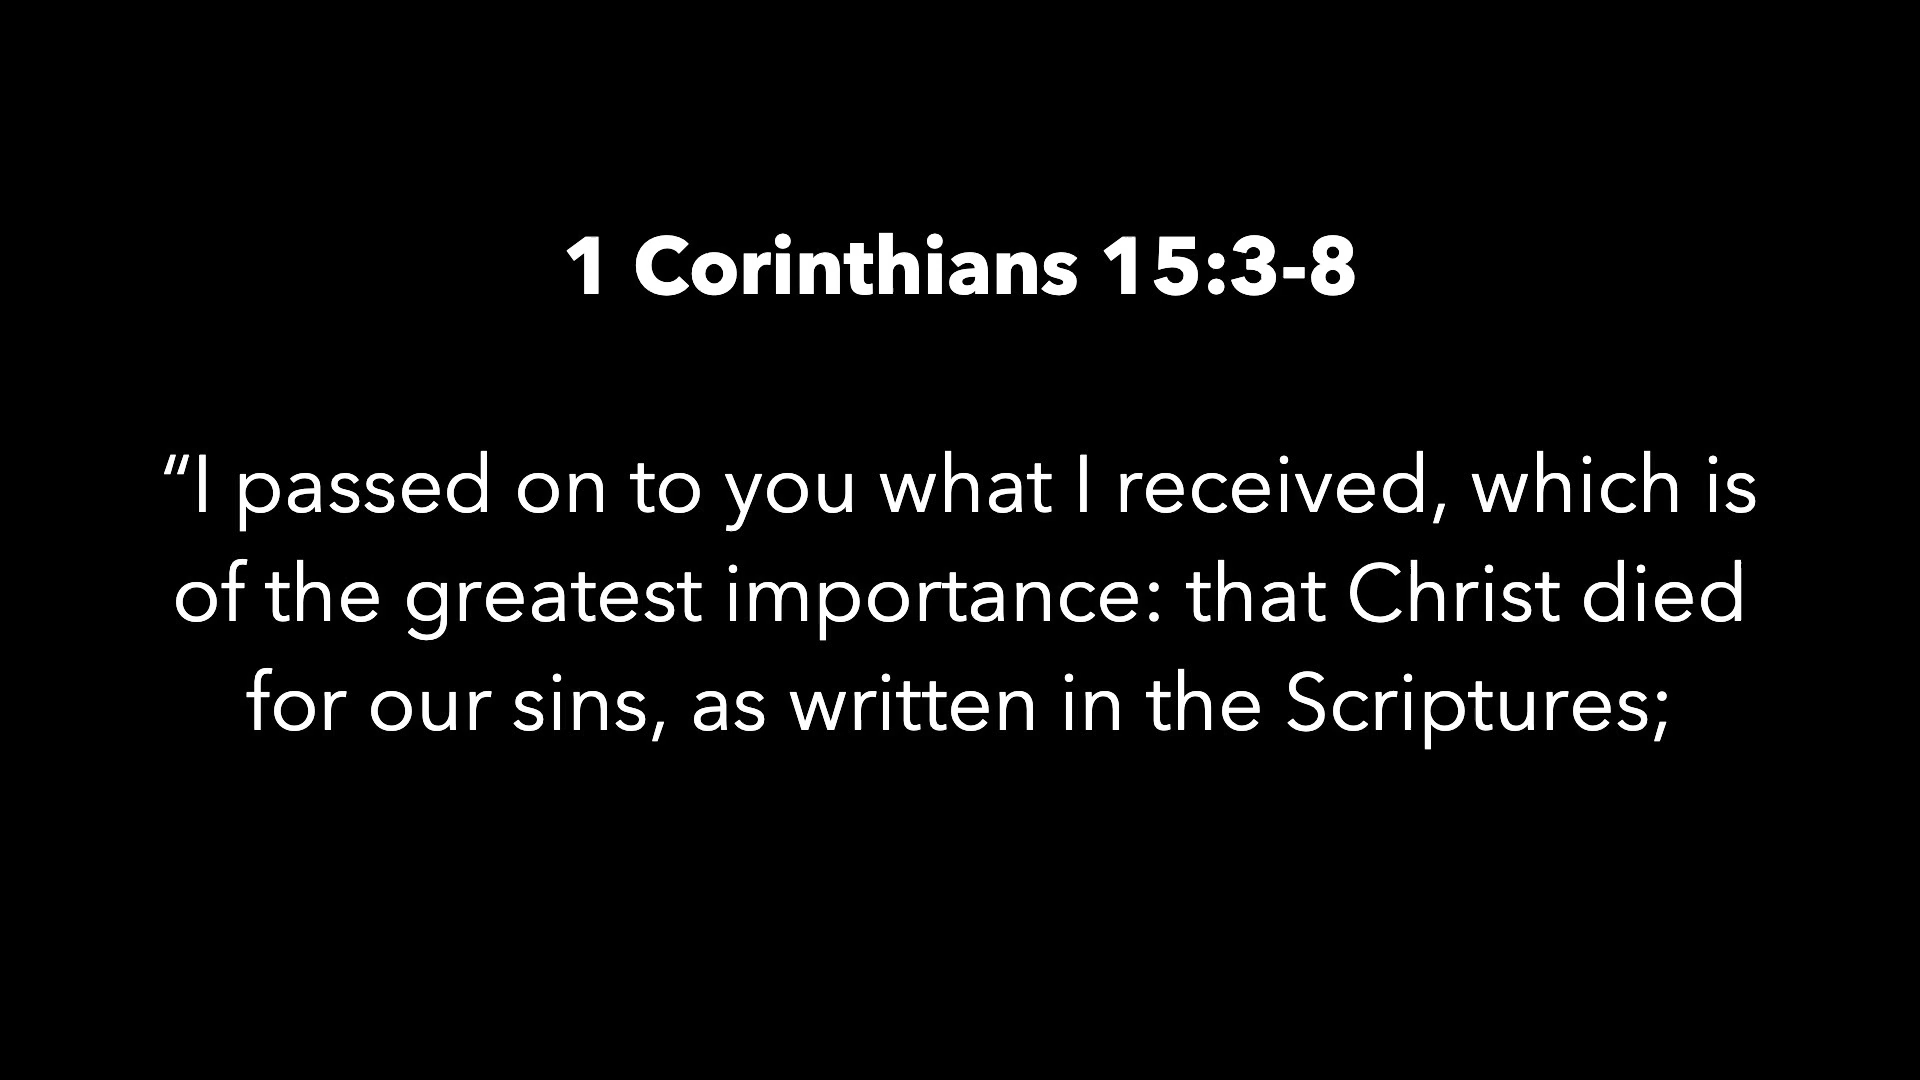 1 Corinthians 15:3-8
“I passed on to you what I received, which is
of the greatest importance: that Christ died
for our sins, as written in the Scriptures;